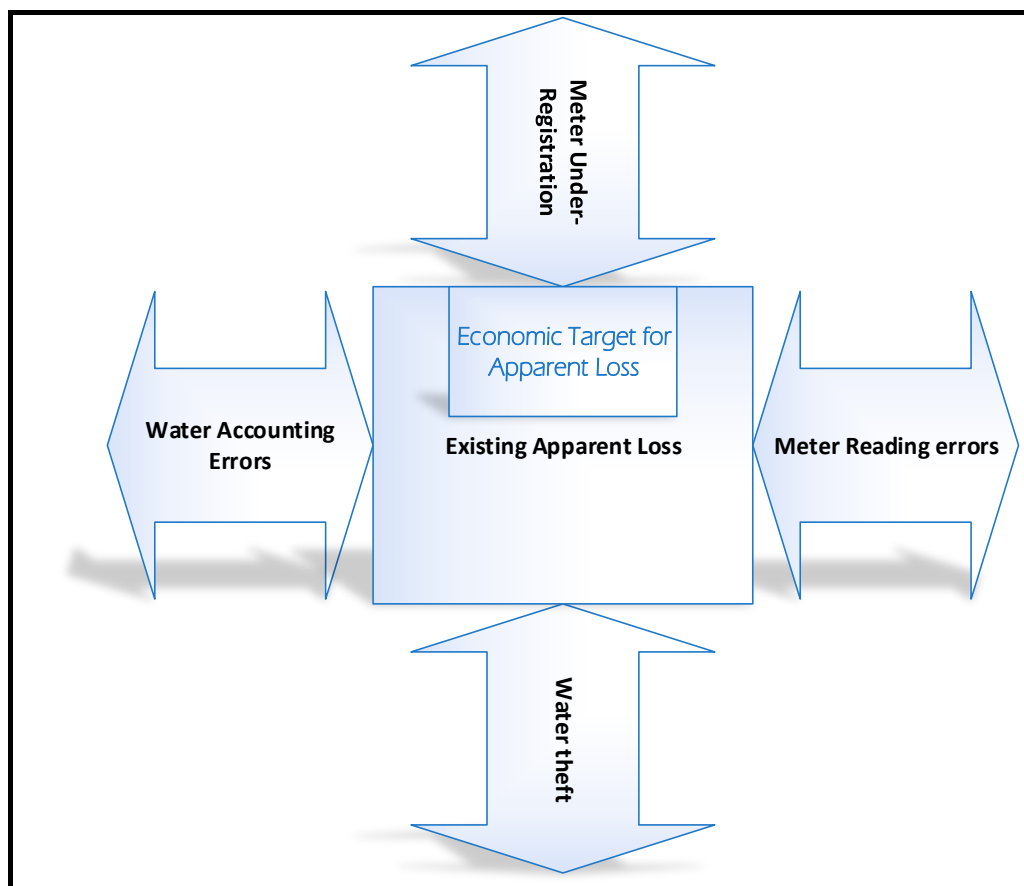 Meter Under-
Registration
Economic Target for
Apparent Loss
Water Accounting
Errors
Existing Apparent Loss
Meter Reading errors
Water theft